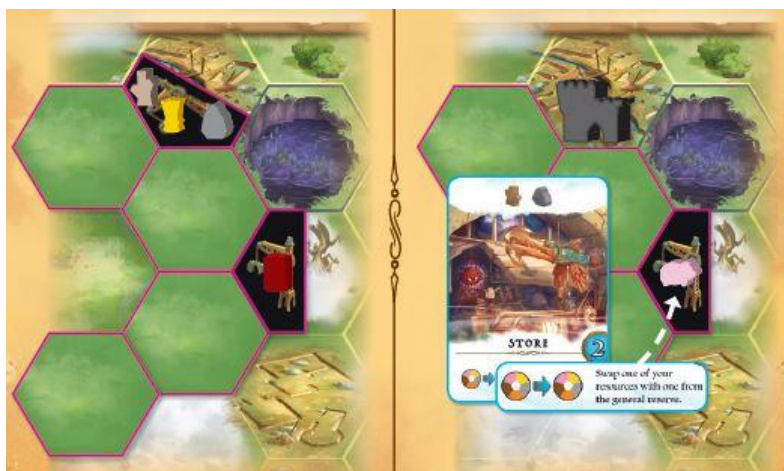 STORE
2
Swap one of your
resources with one from
the general reserve.